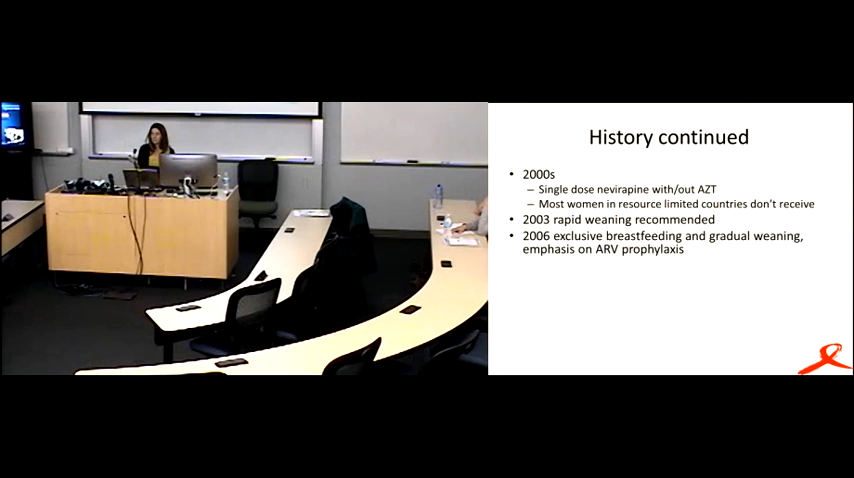 History continued
• 2000s
– Single dose nevirapine with/out AZT
– Most women in resource limited countries don't receive
• 2003 rapid weaning recommended
• 2006 exclusive breastfeeding and gradual weaning,
emphasis on ARV prophylaxis